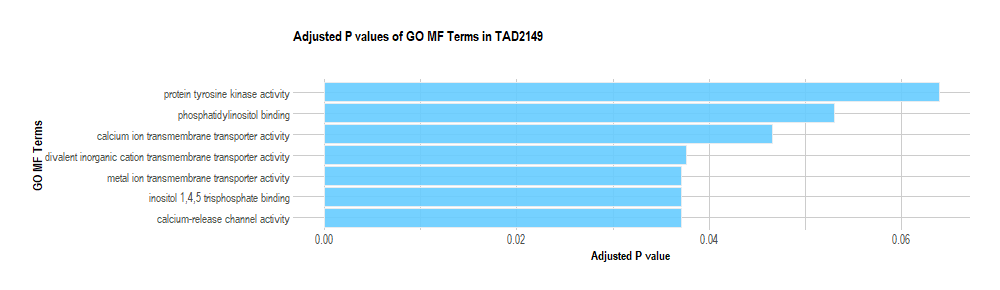 Adjusted P values of GO MF Terms in TAD2149
GO MF Terms
protein tyrosine kinase activity
phosphatidylinositol binding
calcium ion transmembrane transporter activity
divalent inorganic cation transmembrane transporter activity
metal ion transmembrane transporter activity
inositol 1,4,5 trisphosphate binding
calcium-release channel activity
0.00 0.02 0.04 0.06
Adjusted P value